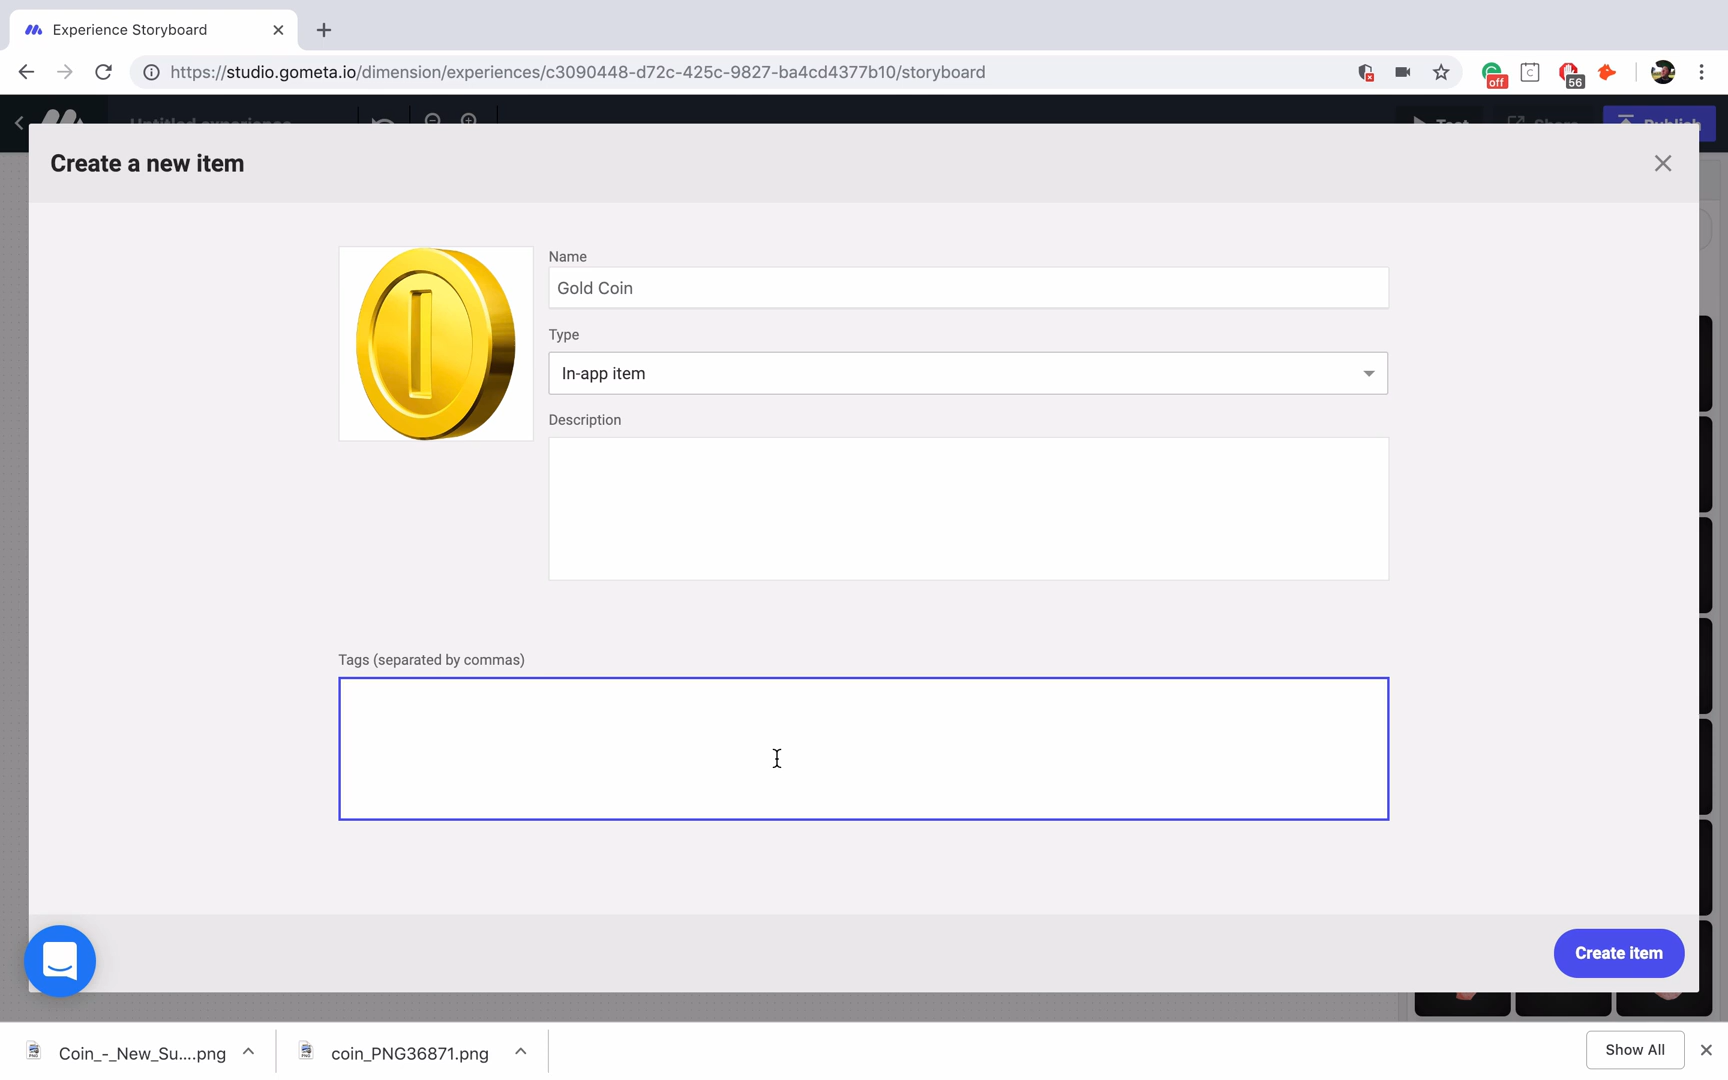 Experience Storyboard
https://studio.gometa.io/dimension/experiences/c3090448-d72c-425c-9827-ba4cd4377b10/storyboard
off
56
Untitled experience
Test
Share
Publish
Create a new item
Name
Gold Coin
Type
In-app item
Description
Tags (separated by commas)
Create item
Coin_-_New_Su....png
coin_PNG36871.png
Show All